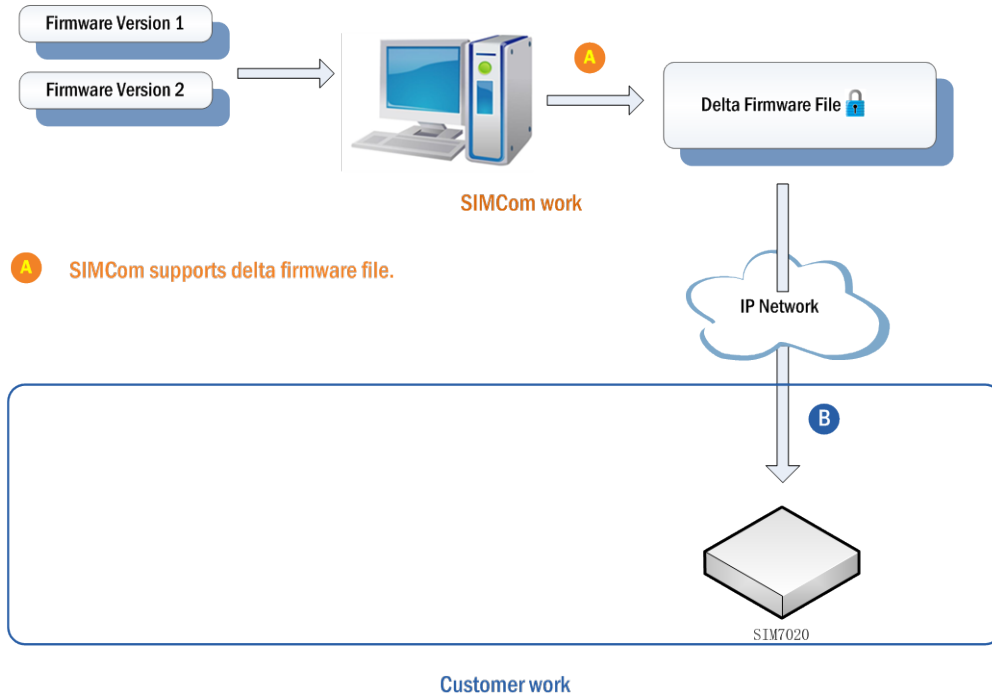 Firmware Version 1
Firmware Version 2
A
Delta Firmware File
SIMCom work
A SIMCom supports delta firmware file.
IP Network
B
SIM7020
Customer work